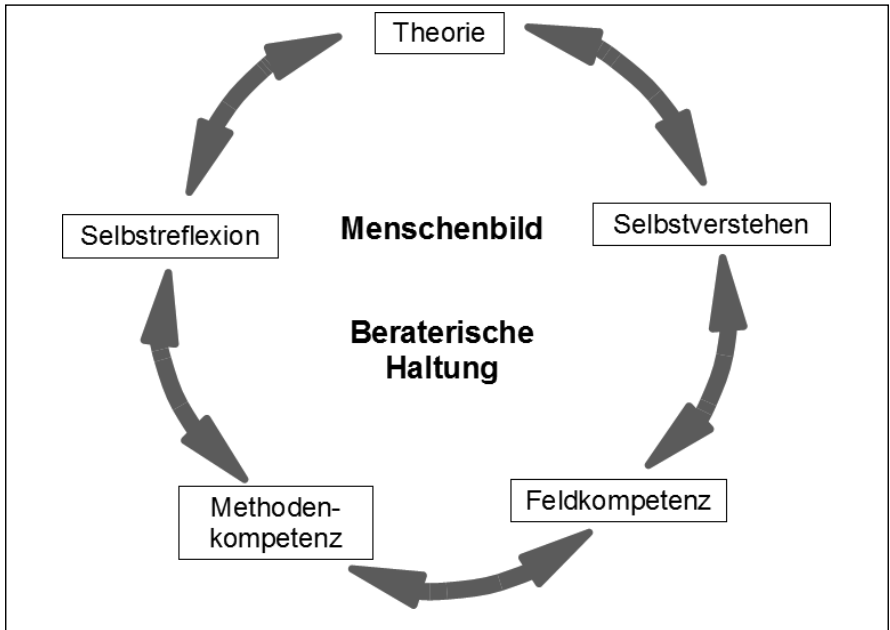 Theorie
Selbstreflexion
Menschenbild
Selbstverstehen
Beraterische
Haltung
Methoden-
kompetenz
Feldkompetenz